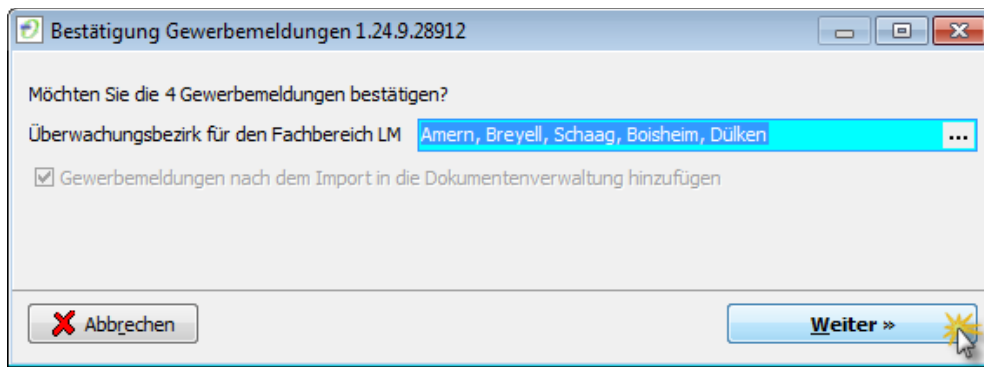 Bestätigung Gewerbemeldungen 1.24.9.28912
Möchten Sie die 4 Gewerbemeldungen bestätigen?
Überwachungsbezirk für den Fachbereich LM Amern, Breyell, Schaag, Boisheim, Dülken ...
Gewerbemeldungen nach dem Import in die Dokumentenverwaltung hinzufügen
Abbrechen Weiter »